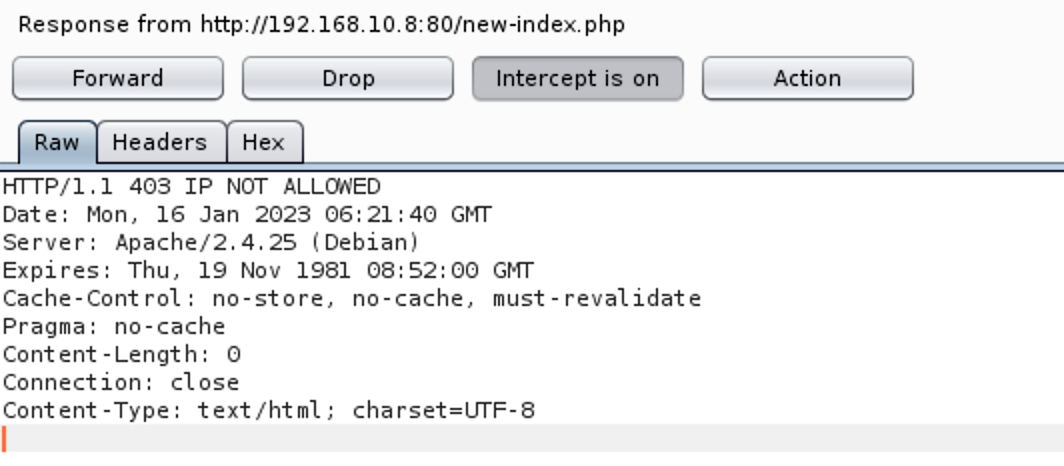 Response from http://192.168.10.8:80/new-index.php
Forward Drop Intercept is on Action
Raw Headers Hex
HTTP/1.1 403 IP NOT ALLOWED
Date: Mon, 16 Jan 2023 06:21:40 GMT
Server: Apache/2.4.25 (Debian)
Expires: Thu, 19 Nov 1981 08:52:00 GMT
Cache-Control: no-store, no-cache, must-revalidate
Pragma: no-cache
Content-Length: 0
Connection: close
Content-Type: text/html; charset=UTF-8